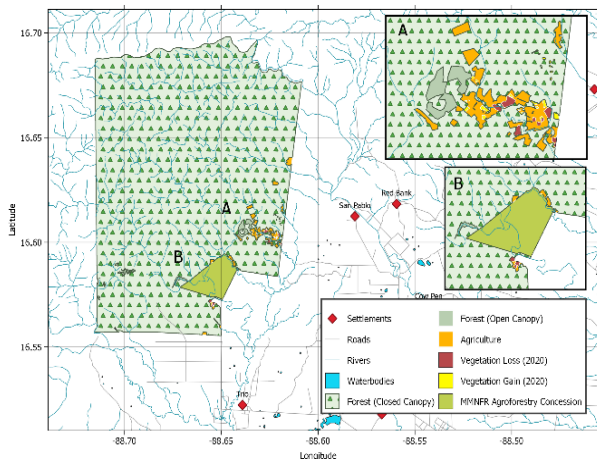 16.70
A
16.65
Latitude
Red Bank
San Pablo
A
B
16.60
B
Cow Pen
Settlements
Roads
Rivers
Waterbodies
Forest (Closed Canopy)
Forest (Open Canopy)
Agriculture
Vegetation Loss (2020)
Vegetation Gain (2020)
MMNFR Agroforestry Concession
16.55
Trio
-88.70
-88.65
-88.60
-88.55
-88.50
Longitude